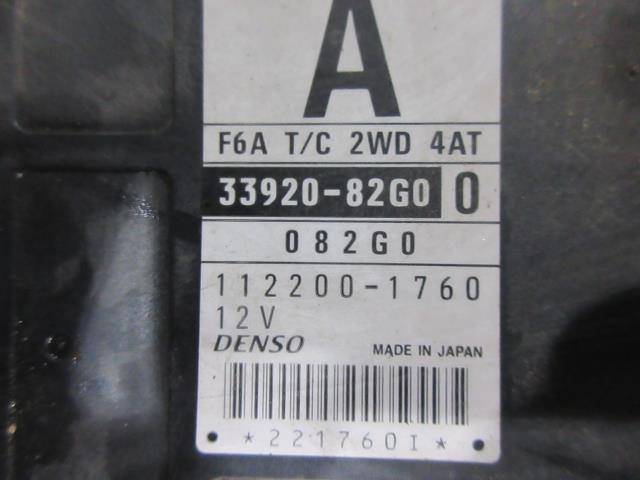 A
F6A T/C 2WD 4AT
33920-82G0 0
082G0
112200-1760
12V
DENSO MADE IN JAPAN
*221760I*